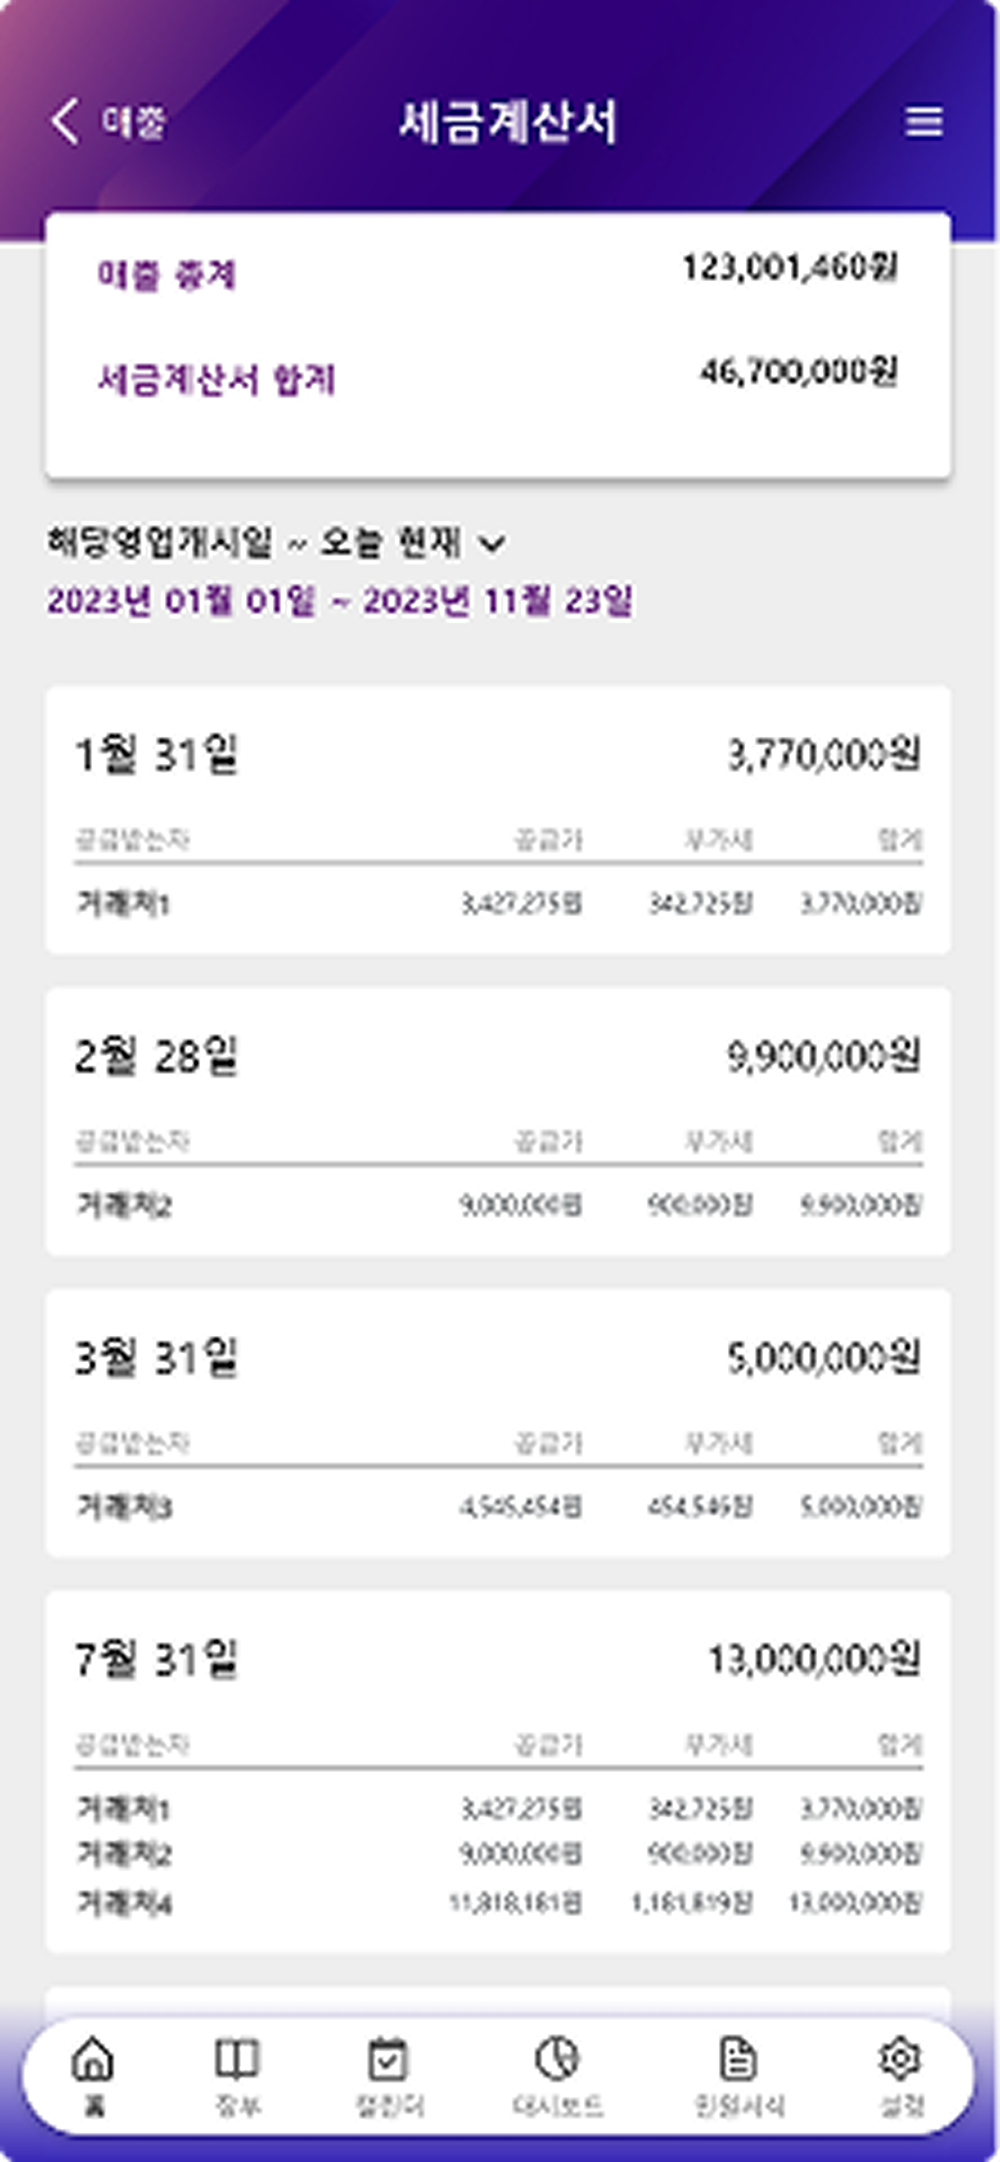 매출 세금계산서
매출 총계 123,001,460원
세금계산서 합계 46,700,000원
해당영업개시일 ~ 오늘 현재
2023년 01월 01일 ~ 2023년 11월 23일
1월 31일 3,770,000원
공급받는자 공급가 부가세 합계
거래처1 3,427,275원 342,725원 3,770,000원
2월 28일 9,900,000원
공급받는자 공급가 부가세 합계
거래처2 9,000,000원 900,000원 9,900,000원
3월 31일 5,000,000원
공급받는자 공급가 부가세 합계
거래처3 4,545,454원 454,546원 5,000,000원
7월 31일 13,000,000원
공급받는자 공급가 부가세 합계
거래처1 3,427,275원 342,725원 3,770,000원
거래처2 9,000,000원 900,000원 9,900,000원
거래처4 11,818,181원 1,181,819원 13,000,000원
홈 장부 캘린더 대시보드 민원서식 설정